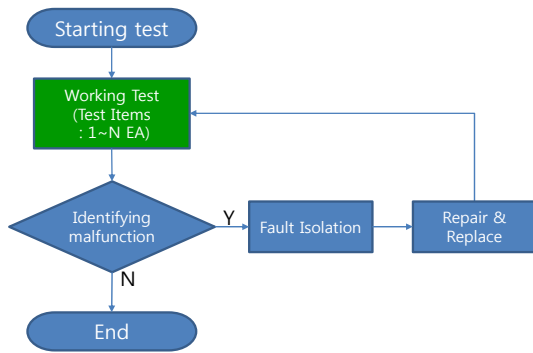 Starting test
Working Test
(Test Items
: 1~N EA)
Identifying
malfunction
Y
Fault Isolation
Repair &
Replace
N
End